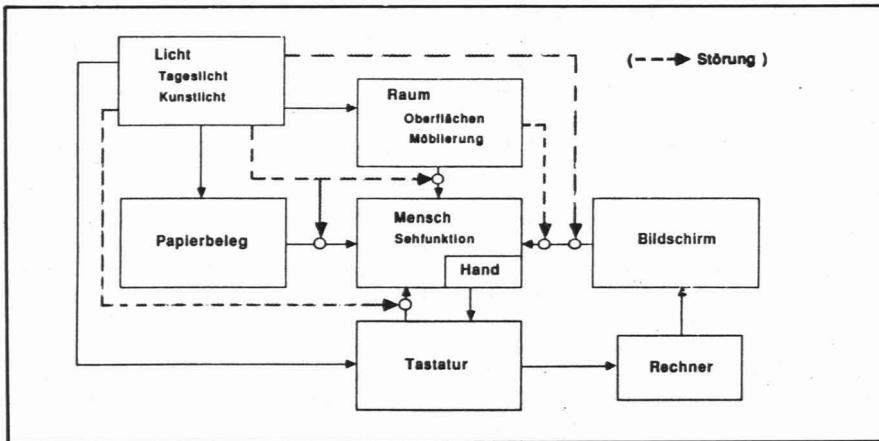 Licht
Tageslicht
Kunstlicht
( ----► Störung )
Raum
Oberflächen
Möblierung
Papierbeleg
Mensch
Sehfunktion
Hand
Bildschirm
Tastatur
Rechner